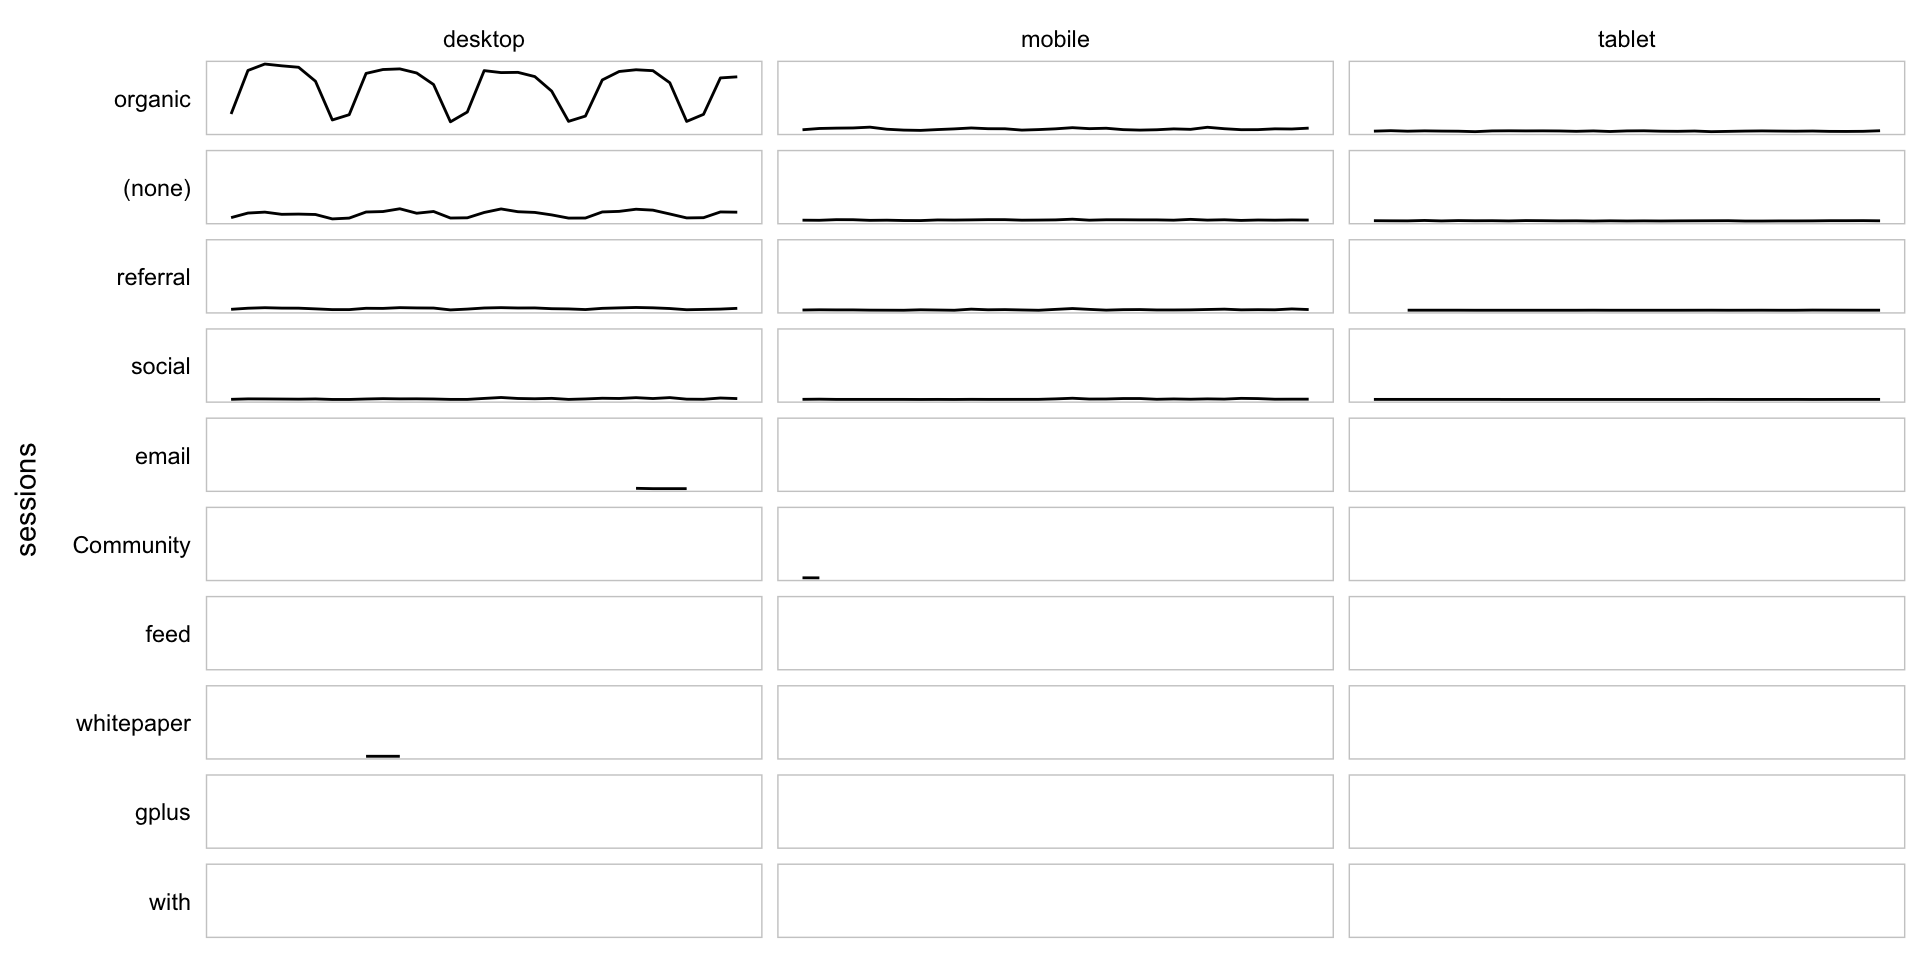 desktop
mobile
tablet
organic
(none)
referral
social
email
Community
feed
whitepaper
gplus
with
sessions